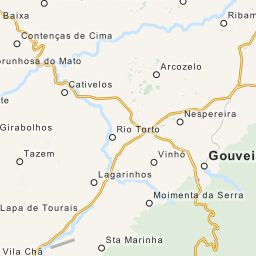 Baixa
Ribam
Contenças de Cima
orunhosa do Mato
Arcozelo
Cativelos
Girabolhos
Nespereira
Rio Torto
Tazem
Vinhó
Gouvei
Lagarinhos
Moimenta da Serra
Lapa de Tourais
Vila Chã
Sta Marinha